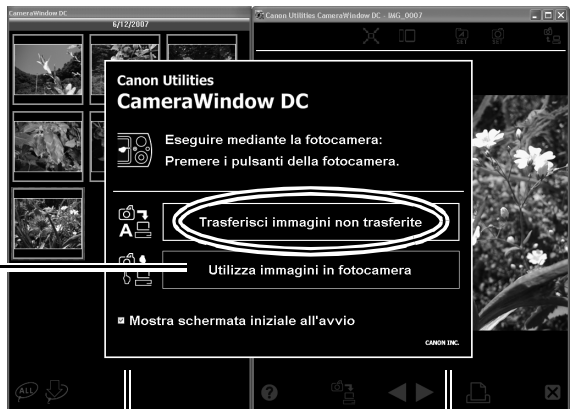 CameraWindow DC
6/12/2007
Canon Utilities CameraWindow DC - IMG_0007
Canon Utilities
CameraWindow DC
Eseguire mediante la fotocamera:
Premere i pulsanti della fotocamera.
A
Trasferisci immagini non trasferite
Utilizza immagini in fotocamera
Mostra schermata iniziale all'avvio
CANON INC.
ALL
?